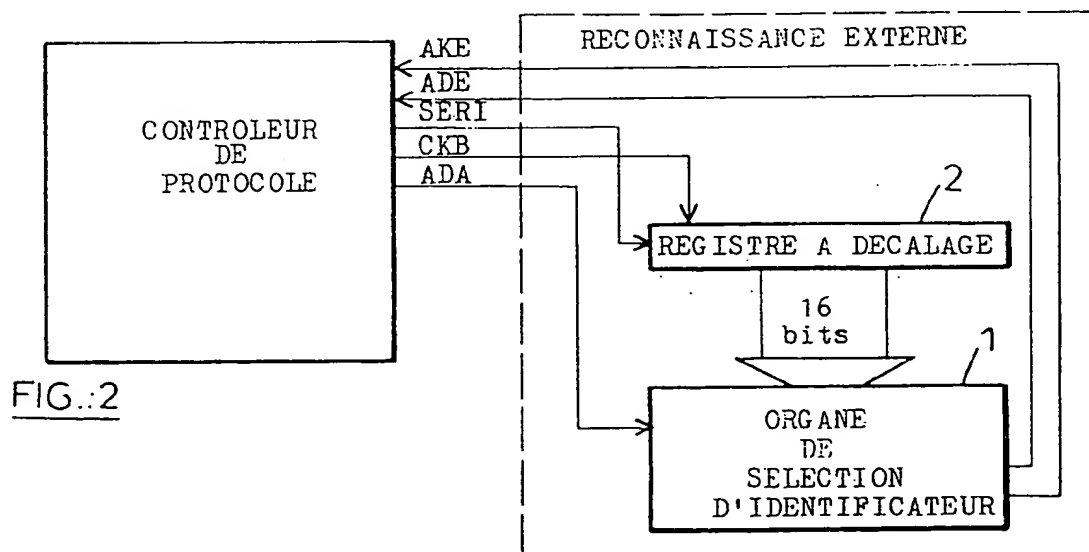 RECONNAISSANCE EXTERNE
AKE
ADE
SERI
CKB
ADA
CONTROLEUR
DE
PROTOCOLE
2
REGISTRE A DECALAGE
16
bits
1
ORGANE
DE
SELECTION
D'IDENTIFICATEUR
FIG.:2